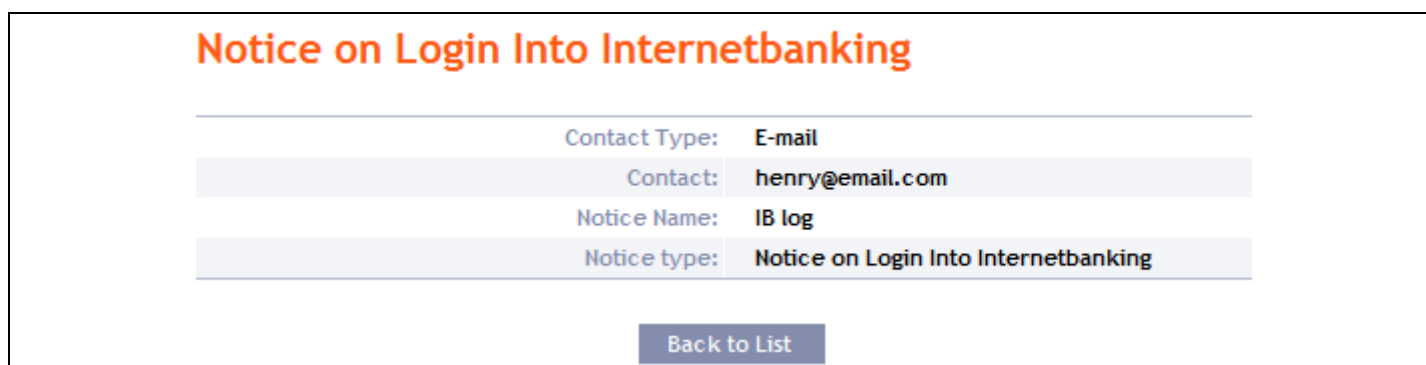 Notice on Login Into Internetbanking
Contact Type: E-mail
Contact: henry@email.com
Notice Name: IB log
Notice type: Notice on Login Into Internetbanking
Back to List